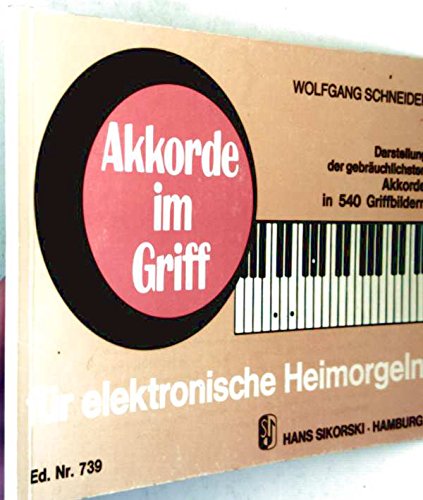 WOLFGANG SCHNEIDER
Akkorde
im
Griff
Darstellung
der gebräuchlichsten
Akkorde
in 540 Griffbildern
für elektronische Heimorgeln
HANS SIKORSKI - HAMBURG
Ed. Nr. 739